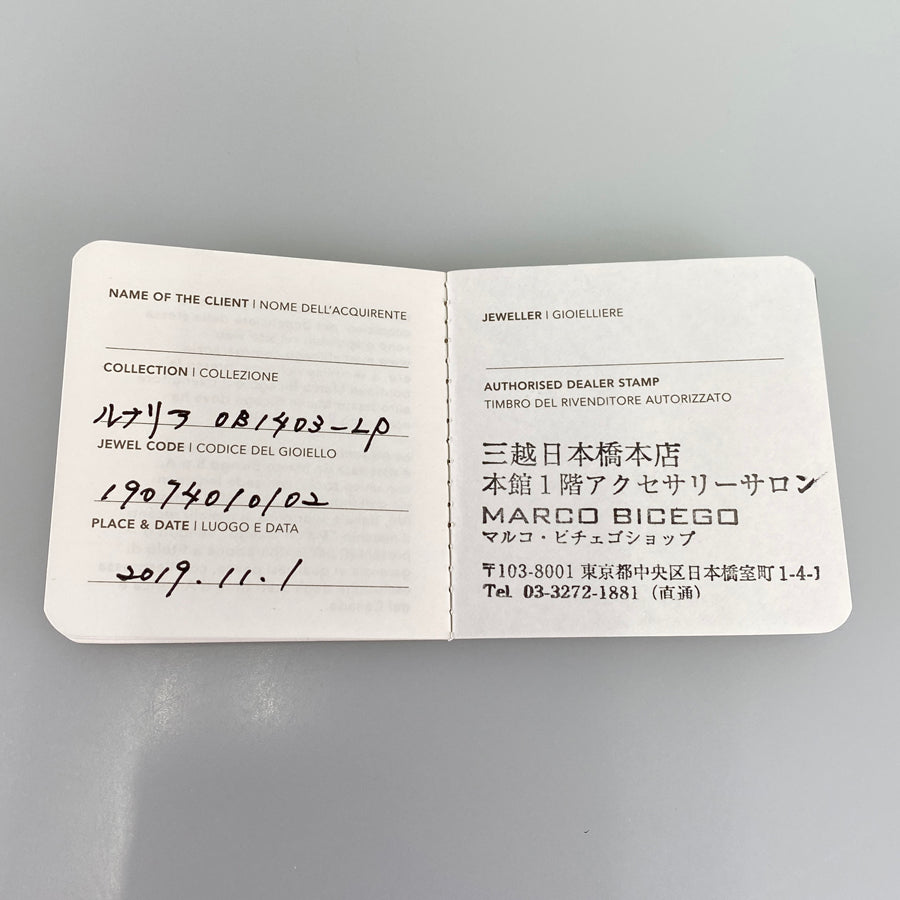 NAME OF THE CLIENT | NOME DELL'ACQUIRENTE
COLLECTION | COLLEZIONE
ルナリア OB1403-LP
JEWEL CODE | CODICE DEL GIOIELLO
19074010102
PLACE & DATE | LUOGO E DATA
2019.11.1
JEWELLER | GIOIELLIERE
AUTHORISED DEALER STAMP
TIMBRO DEL RIVENDITORE AUTORIZZATO
三越日本橋本店
本館1階アクセサリーサロン
MARCO BICEGO
マルコ・ビチェゴショップ
〒103-8001 東京都中央区日本橋室町1-4-1
Tel. 03-3272-1881（直通）